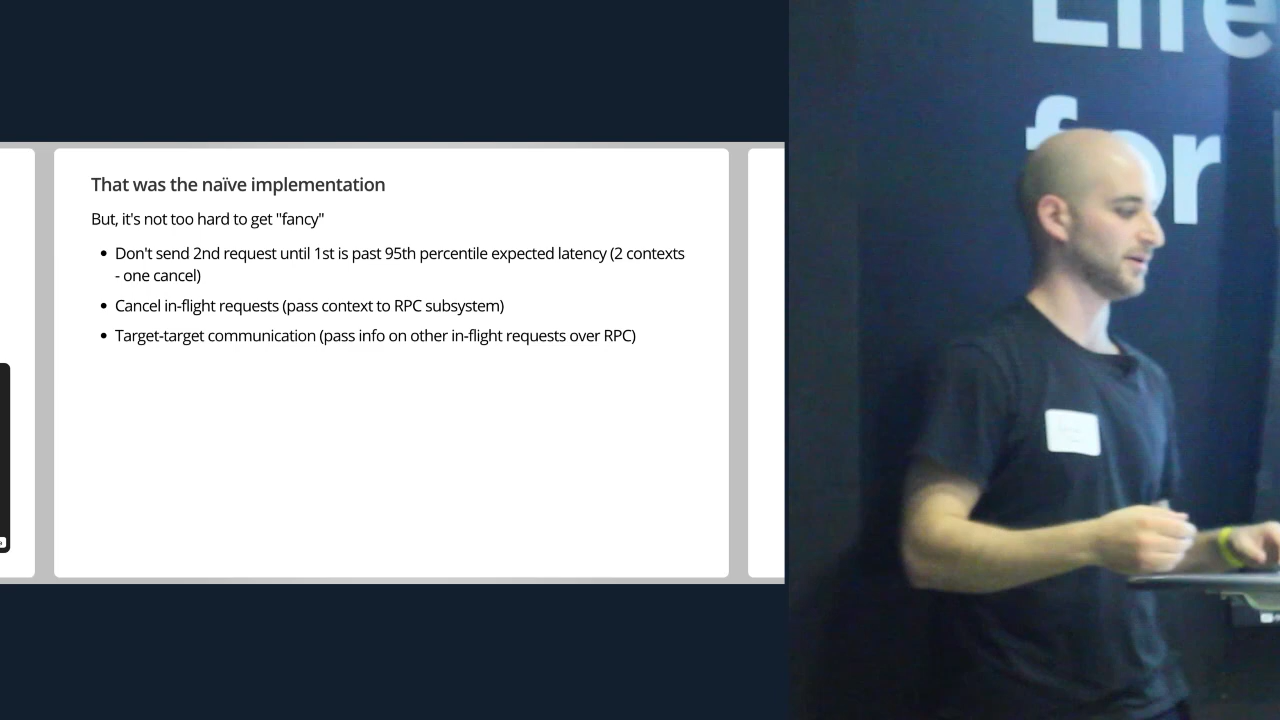 That was the naïve implementation
But, it's not too hard to get "fancy"
Don't send 2nd request until 1st is past 95th percentile expected latency (2 contexts
- one cancel)
Cancel in-flight requests (pass context to RPC subsystem)
Target-target communication (pass info on other in-flight requests over RPC)
Life
for